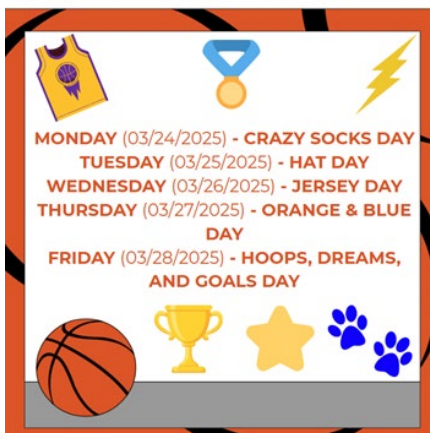 MONDAY (03/24/2025) - CRAZY SOCKS DAY
TUESDAY (03/25/2025) - HAT DAY
WEDNESDAY (03/26/2025) - JERSEY DAY
THURSDAY (03/27/2025) - ORANGE & BLUE
DAY
FRIDAY (03/28/2025) - HOOPS, DREAMS,
AND GOALS DAY